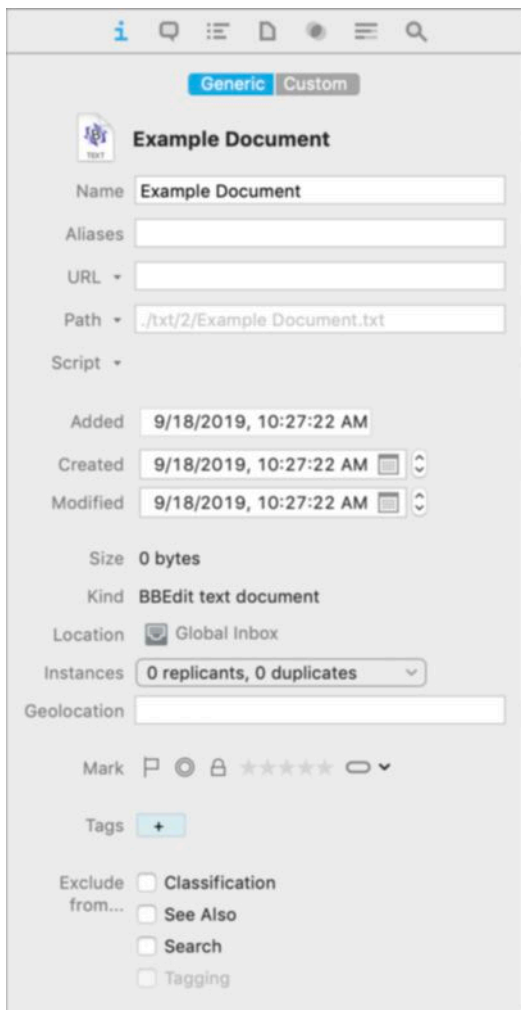 Generic Custom
TEXT
Example Document
Name Example Document
Aliases
URL
Path ./txt/2/Example Document.txt
Script
Added 9/18/2019, 10:27:22 AM
Created 9/18/2019, 10:27:22 AM
Modified 9/18/2019, 10:27:22 AM
Size 0 bytes
Kind BBEdit text document
Location Global Inbox
Instances 0 replicants, 0 duplicates
Geolocation
Mark
Tags +
Exclude from... Classification
See Also
Search
Tagging